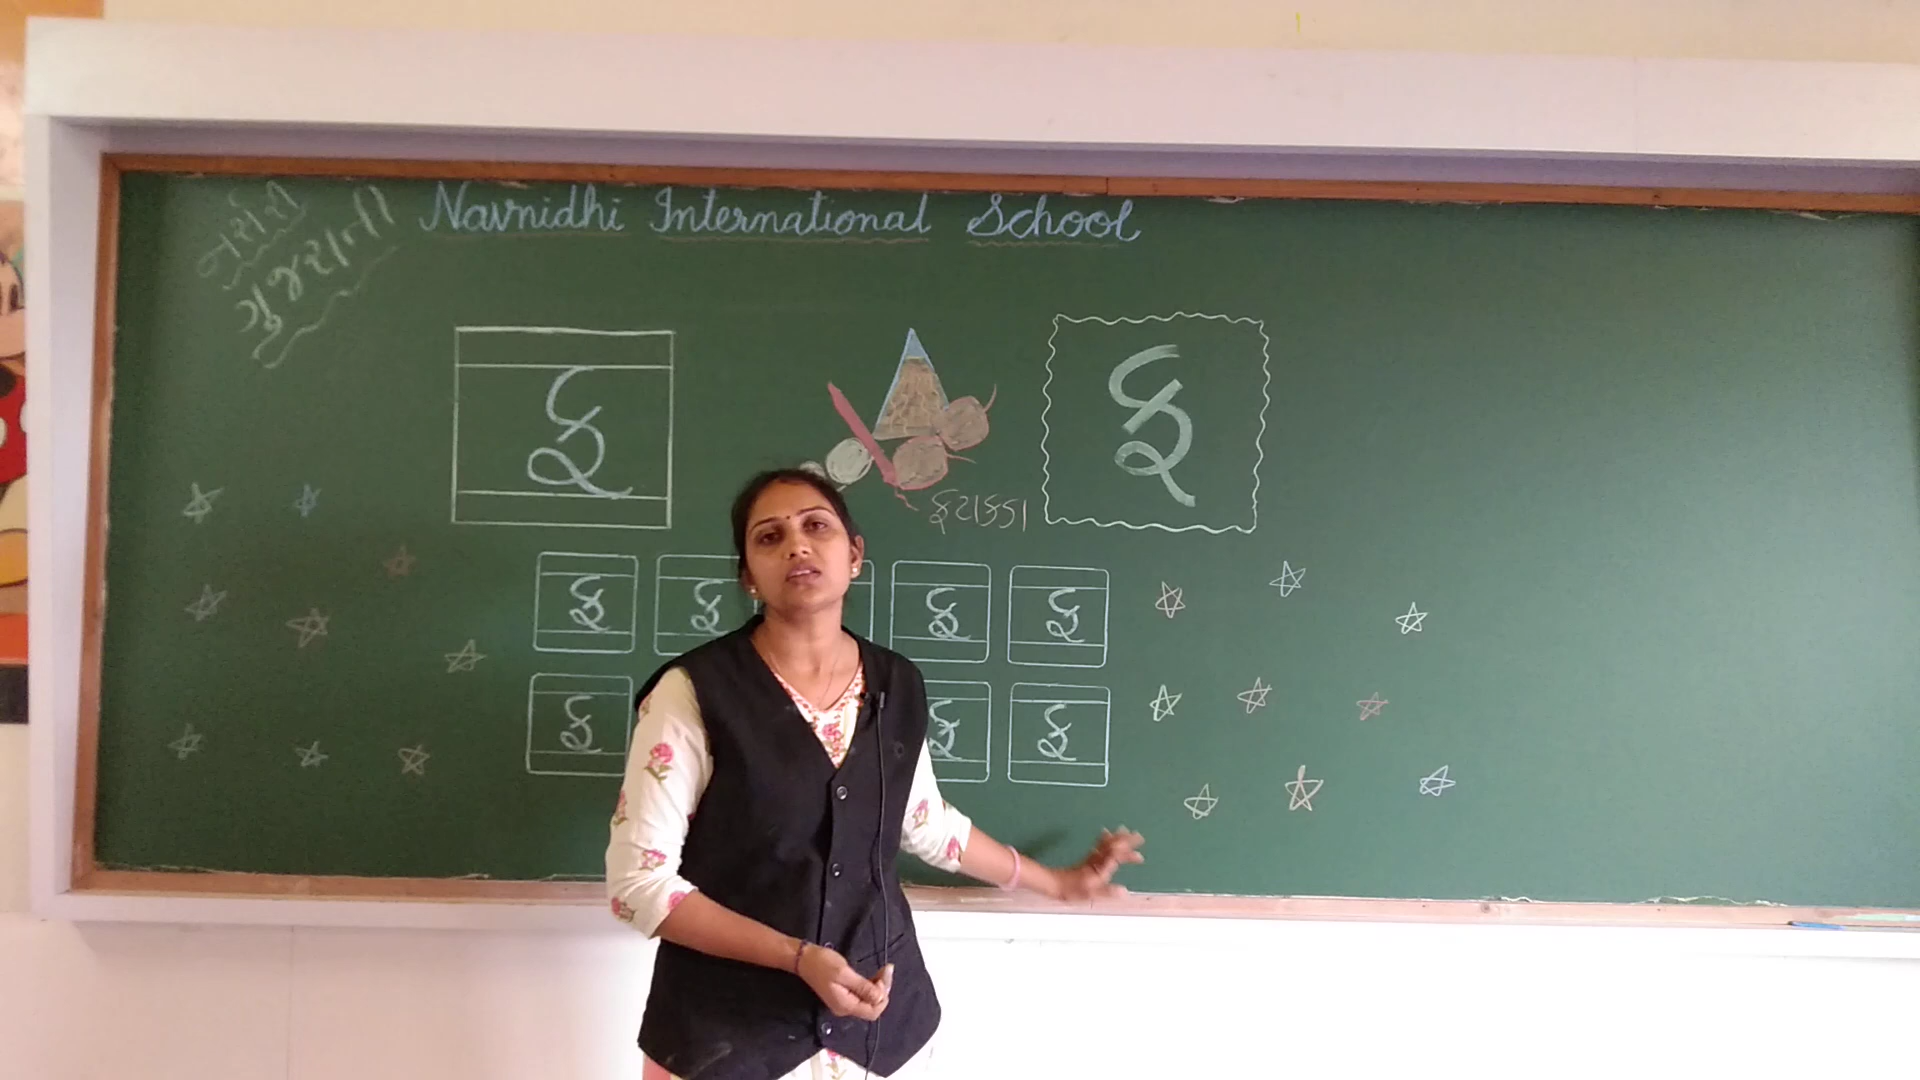 નર્સરી
ગુજરાતી
Navnidhi International School
ફ
ફ
ફટાકડા
ફ ફ ફ ફ
ફ ફ ફ